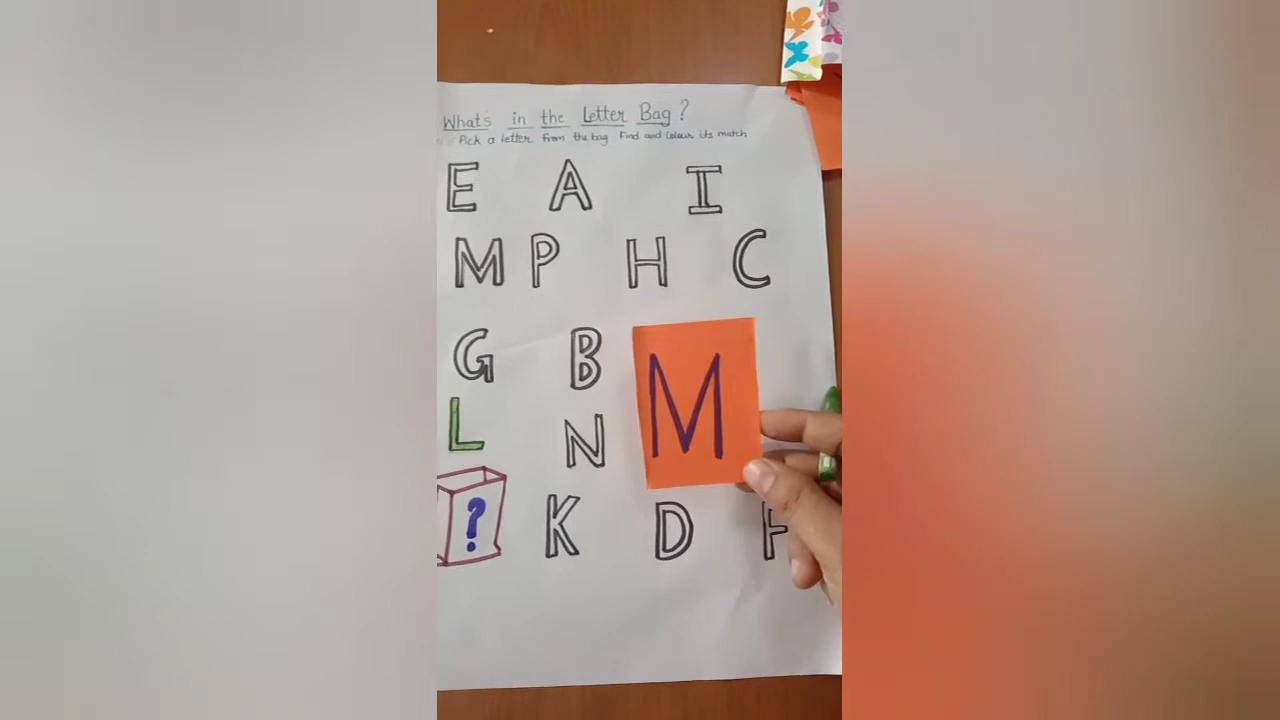 What's in the Letter Bag?
Pick a letter from the bag Find and Colour its match
E A I
M P H C
G B
M
L N
? K D F